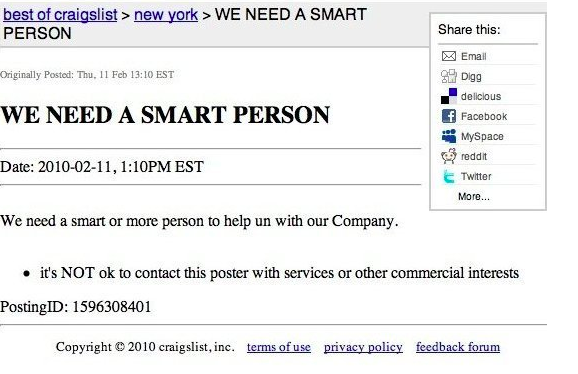 best of craigslist > new york > WE NEED A SMART
PERSON
Originally Posted: Thu, 11 Feb 13:10 EST
WE NEED A SMART PERSON
Date: 2010-02-11, 1:10PM EST
We need a smart or more person to help un with our Company.
• it's NOT ok to contact this poster with services or other commercial interests
PostingID: 1596308401
Copyright © 2010 craigslist, inc. terms of use privacy policy feedback forum
Share this:
Email
Digg
delicious
Facebook
MySpace
reddit
Twitter
More...